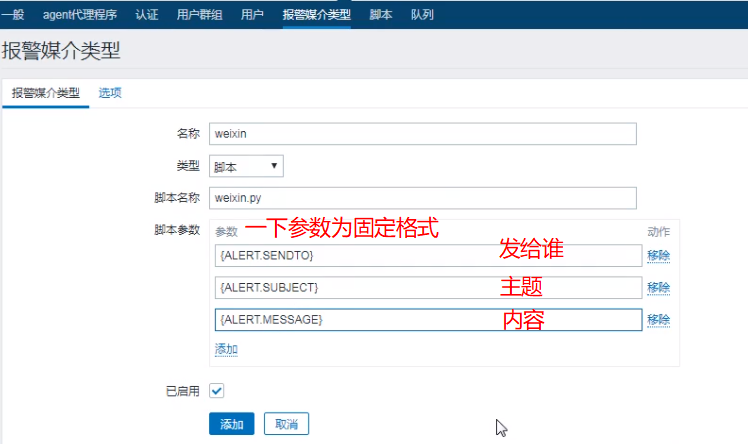 一般 agent代理程序 认证 用户群组 用户 报警媒介类型 脚本 队列
报警媒介类型
报警媒介类型 选项
名称 weixin
类型 脚本
脚本名称 weixin.py
脚本参数 参数 一下参数为固定格式 动作
{ALERT.SENDTO} 发给谁 移除
{ALERT.SUBJECT} 主题 移除
{ALERT.MESSAGE} 内容 移除
添加
已启用
添加 取消